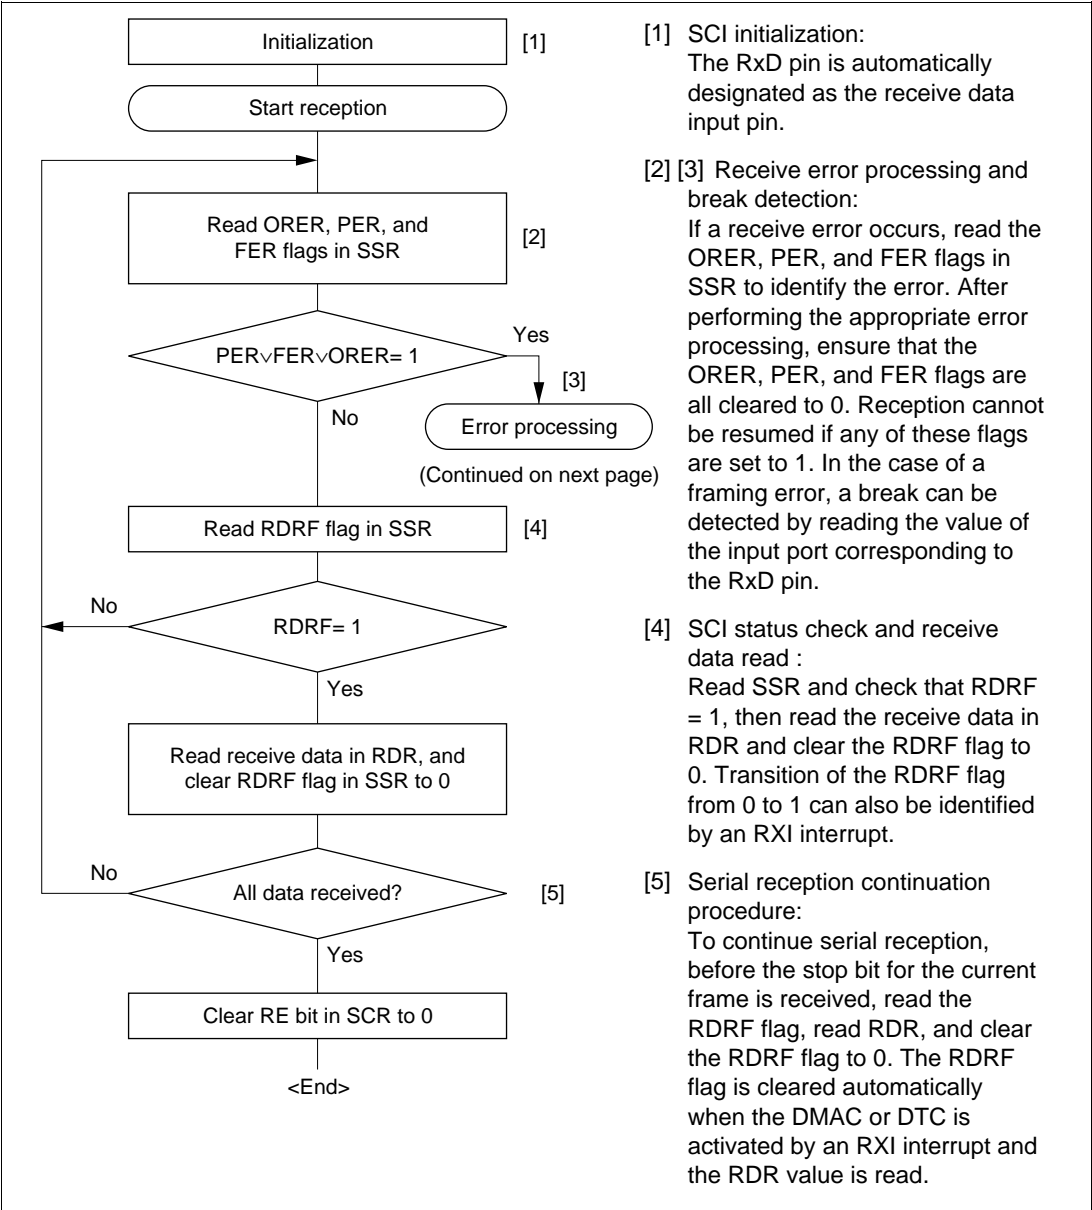 Initialization
[1]
Start reception
Read ORER, PER, and
FER flags in SSR
[2]
PER∨FER∨ORER= 1
Yes
[3]
No
Error processing
(Continued on next page)
Read RDRF flag in SSR
[4]
No
RDRF= 1
Yes
Read receive data in RDR, and
clear RDRF flag in SSR to 0
No
All data received?
[5]
Yes
Clear RE bit in SCR to 0
<End>
[1] SCI initialization:
The RxD pin is automatically
designated as the receive data
input pin.
[2] [3] Receive error processing and
break detection:
If a receive error occurs, read the
ORER, PER, and FER flags in
SSR to identify the error. After
performing the appropriate error
processing, ensure that the
ORER, PER, and FER flags are
all cleared to 0. Reception cannot
be resumed if any of these flags
are set to 1. In the case of a
framing error, a break can be
detected by reading the value of
the input port corresponding to
the RxD pin.
[4] SCI status check and receive
data read :
Read SSR and check that RDRF
= 1, then read the receive data in
RDR and clear the RDRF flag to
0. Transition of the RDRF flag
from 0 to 1 can also be identified
by an RXI interrupt.
[5] Serial reception continuation
procedure:
To continue serial reception,
before the stop bit for the current
frame is received, read the
RDRF flag, read RDR, and clear
the RDRF flag to 0. The RDRF
flag is cleared automatically
when the DMAC or DTC is
activated by an RXI interrupt and
the RDR value is read.